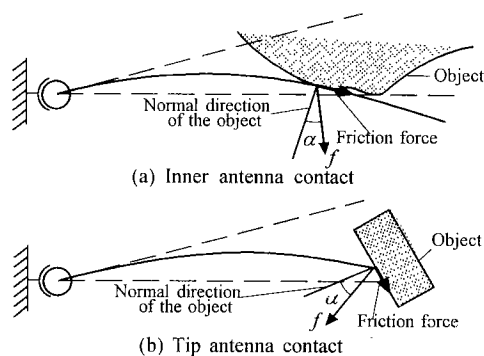 Object
Normal direction
of the object
α
f
Friction force
(a) Inner antenna contact
Object
Normal direction
of the object
α
f
Friction force
(b) Tip antenna contact